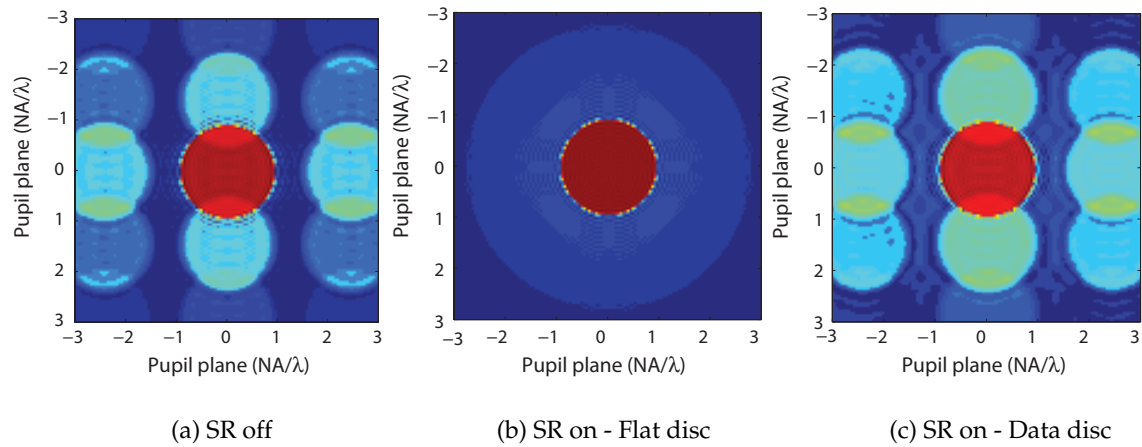 −3
−2
−1
0
1
2
3
Pupil plane (NA/λ)
−3 −2 −1 0 1 2 3
Pupil plane (NA/λ)
(a) SR off
−3
−2
−1
0
1
2
3
Pupil plane (NA/λ)
−3 −2 −1 0 1 2 3
Pupil plane (NA/λ)
(b) SR on - Flat disc
−3
−2
−1
0
1
2
3
Pupil plane (NA/λ)
−3 −2 −1 0 1 2 3
Pupil plane (NA/λ)
(c) SR on - Data disc